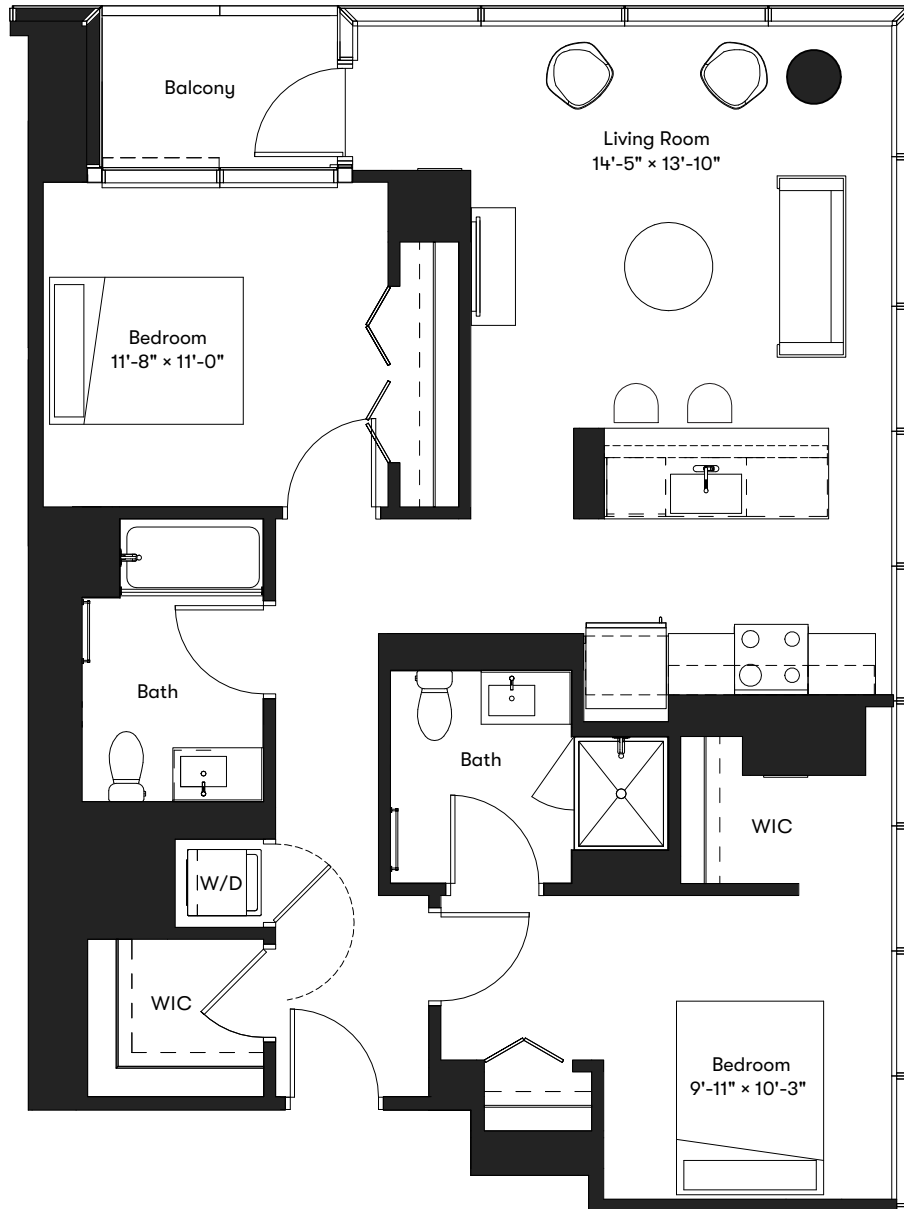 Balcony
Living Room
14'-5" × 13'-10"
Bedroom
11'-8" × 11'-0"
Bath
Bath
WIC
W/D
WIC
Bedroom
9'-11" × 10'-3"